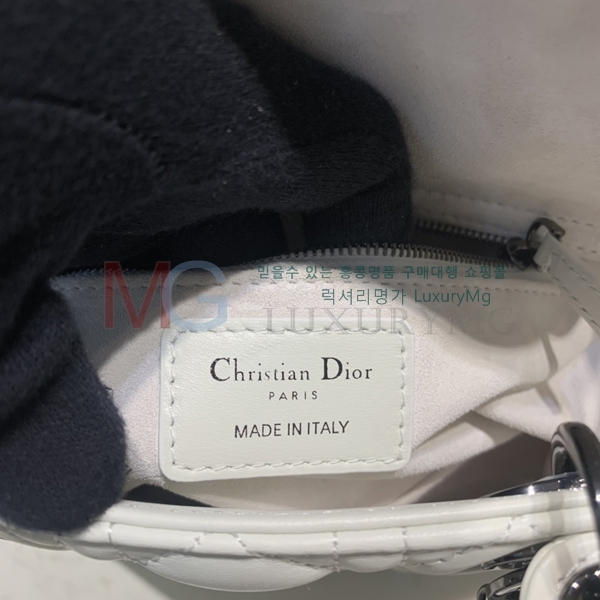 MG
믿을수 있는 홍콩명품 구매대행 쇼핑몰
럭셔리명가 LuxuryMg
LUXURYMG
Christian Dior
PARIS
MADE IN ITALY